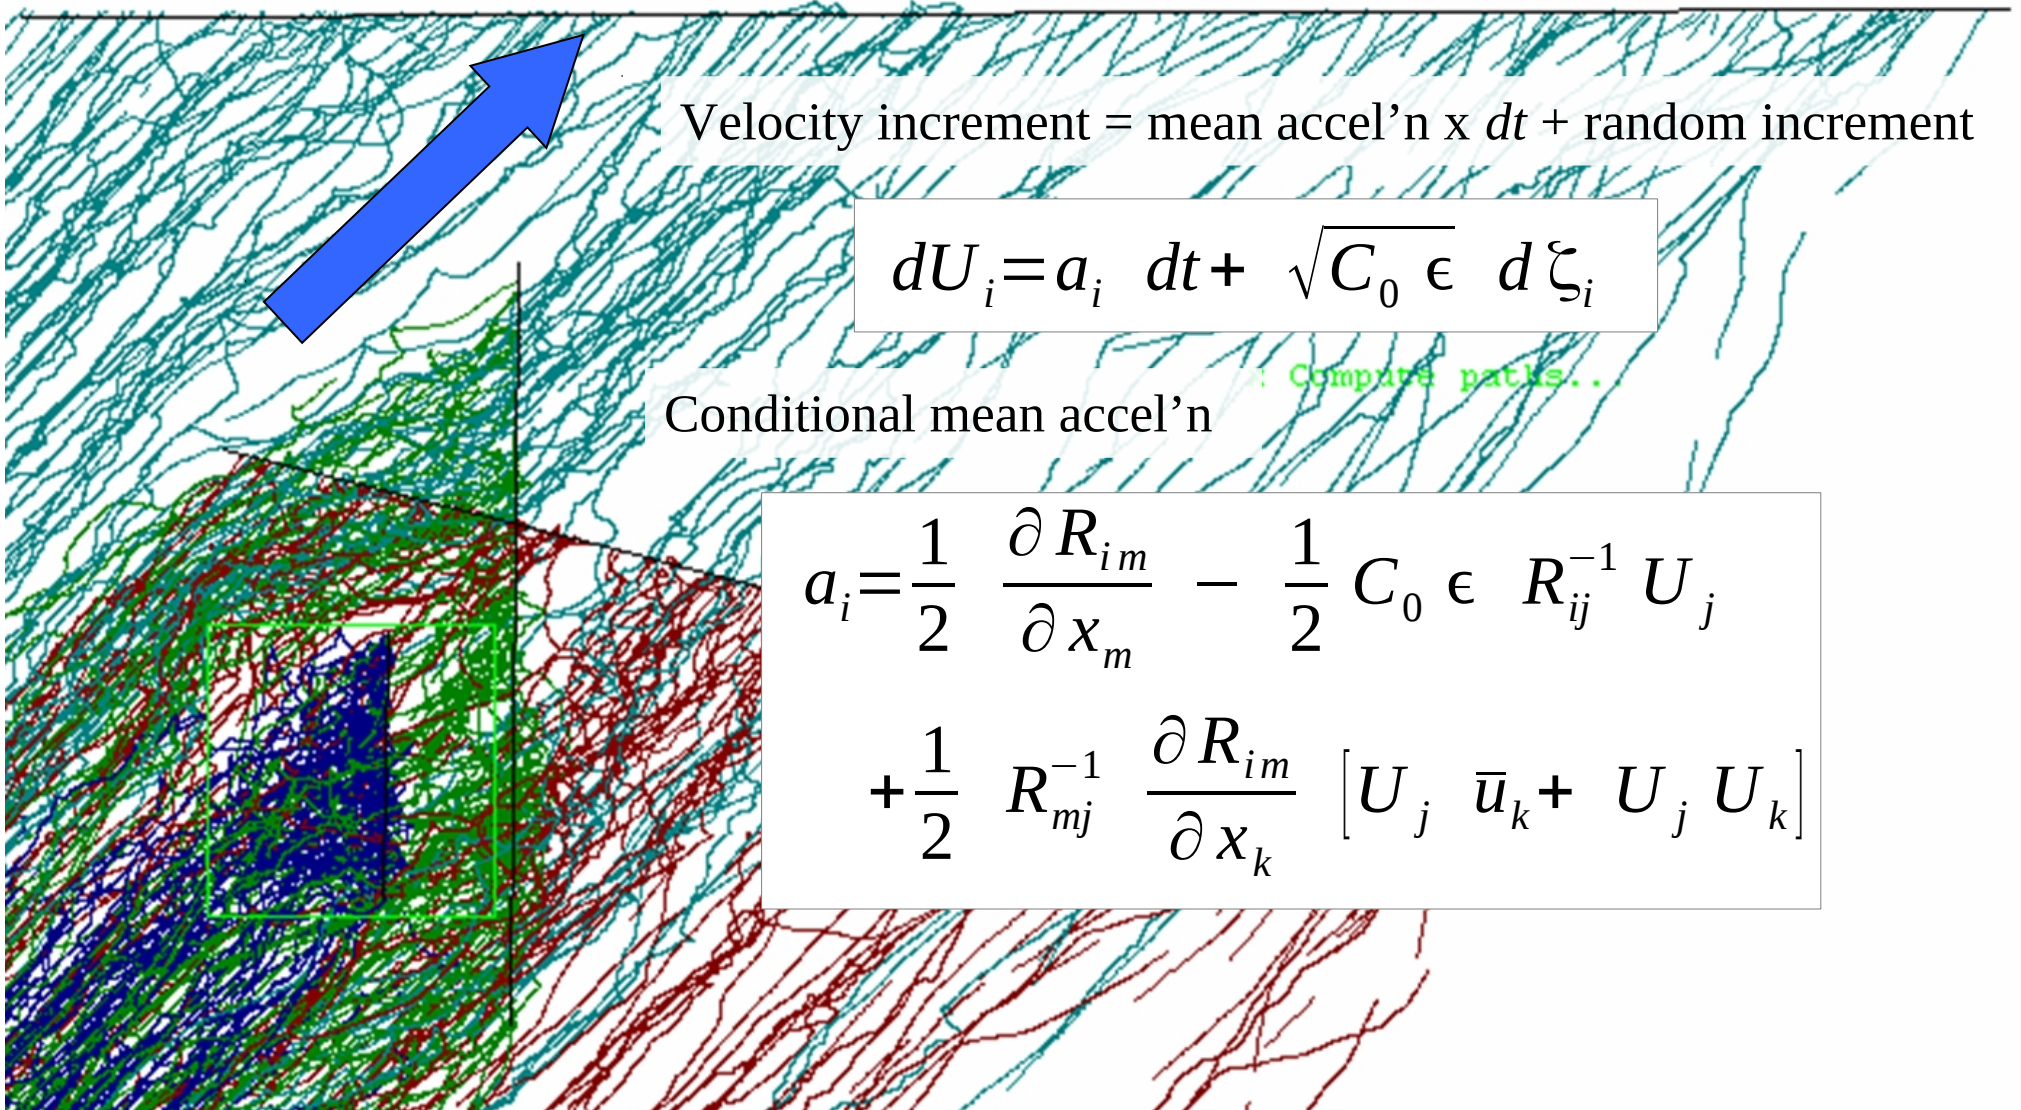 Velocity increment = mean accel’n x dt + random increment
dU_i = a_i dt + √(C_0 ϵ) dζ_i
: Compute paths...
Conditional mean accel’n
a_i = 1/2 ∂R_im/∂x_m − 1/2 C_0 ϵ R_ij^−1 U_j
+ 1/2 R_mj^−1 ∂R_im/∂x_k [U_j u̅_k + U_j U_k]